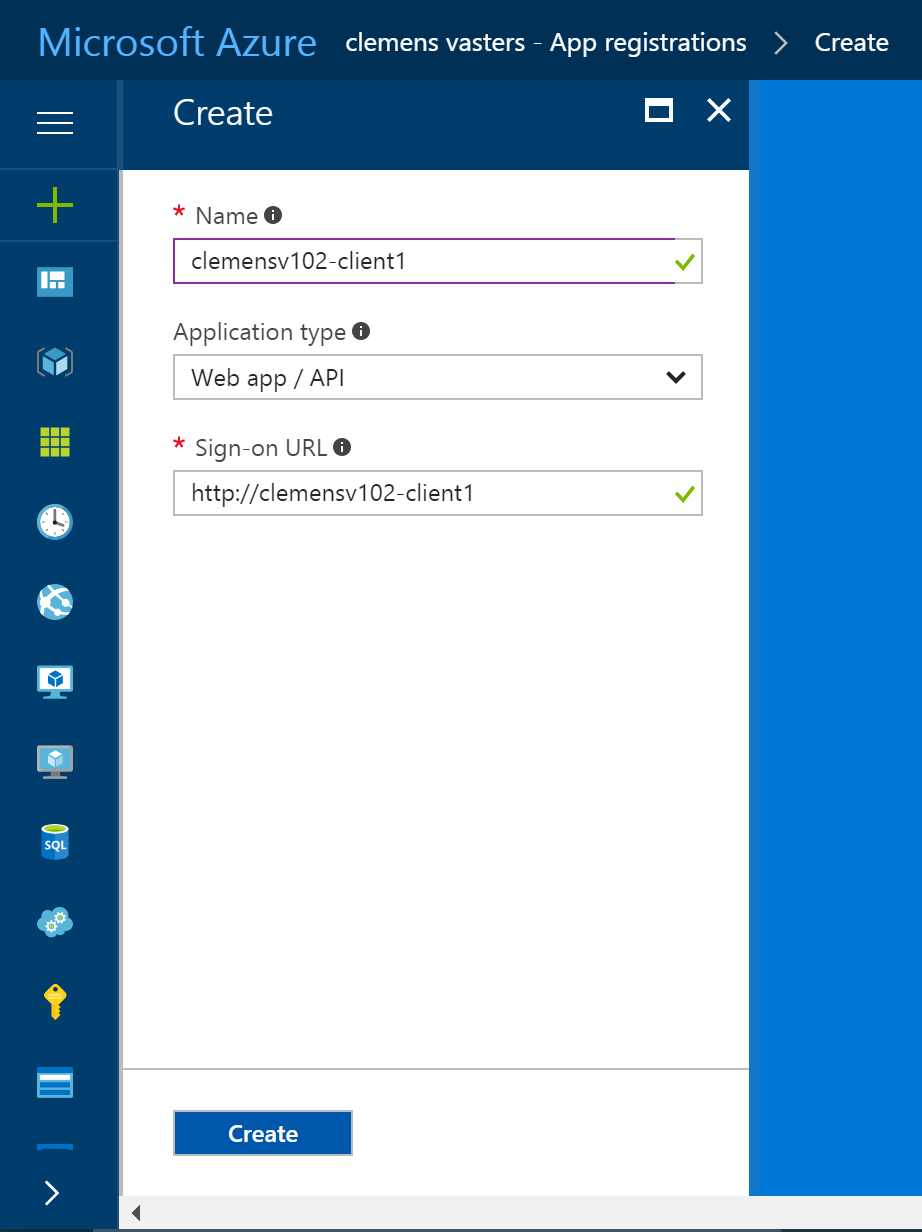 Microsoft Azure clemens vasters - App registrations > Create
Create
* Name
clemensv102-client1
Application type
Web app / API
* Sign-on URL
http://clemensv102-client1
SQL
Create